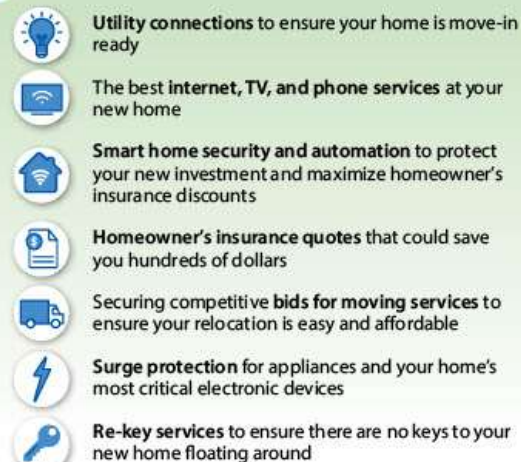 Utility connections to ensure your home is move-in
ready
The best internet, TV, and phone services at your
new home
Smart home security and automation to protect
your new investment and maximize homeowner's
insurance discounts
Homeowner's insurance quotes that could save
you hundreds of dollars
Securing competitive bids for moving services to
ensure your relocation is easy and affordable
Surge protection for appliances and your home's
most critical electronic devices
Re-key services to ensure there are no keys to your
new home floating around